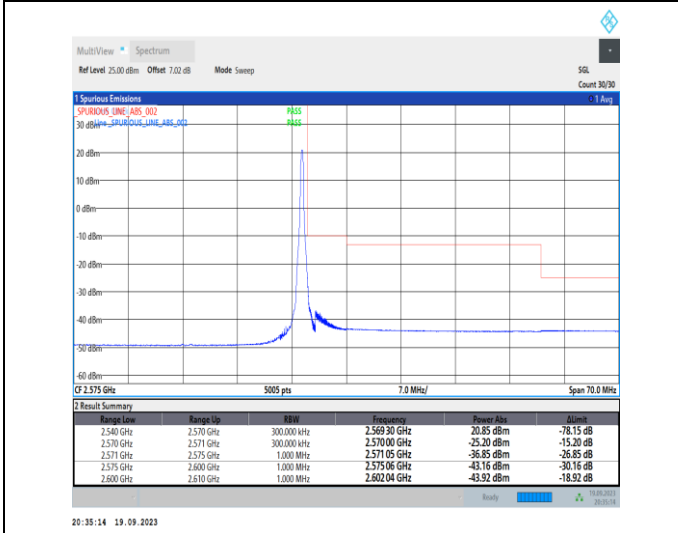 MultiView Spectrum
Ref Level 25.00 dBm Offset 7.02 dB Mode Sweep SGL
Count 30/30
1 Spurious Emissions 1 Avg
_SPURIOUS_LINE_ABS_002 PASS
30 dBm Line _SPURIOUS_LINE_ABS_002 PASS
20 dBm
10 dBm
0 dBm
-10 dBm
-20 dBm
-30 dBm
-40 dBm
-50 dBm
-60 dBm
CF 2.575 GHz 5005 pts 7.0 MHz/ Span 70.0 MHz
2 Result Summary
Range Low Range Up RBW Frequency Power Abs ΔLimit
2.540 GHz 2.570 GHz 300.000 kHz 2.569 30 GHz 20.85 dBm -78.15 dB
2.570 GHz 2.571 GHz 300.000 kHz 2.570 00 GHz -25.20 dBm -15.20 dB
2.571 GHz 2.575 GHz 1.000 MHz 2.571 05 GHz -36.85 dBm -26.85 dB
2.575 GHz 2.600 GHz 1.000 MHz 2.575 06 GHz -43.16 dBm -30.16 dB
2.600 GHz 2.610 GHz 1.000 MHz 2.602 04 GHz -43.92 dBm -18.92 dB
Ready 19.09.2023
20:35:14
20:35:14 19.09.2023